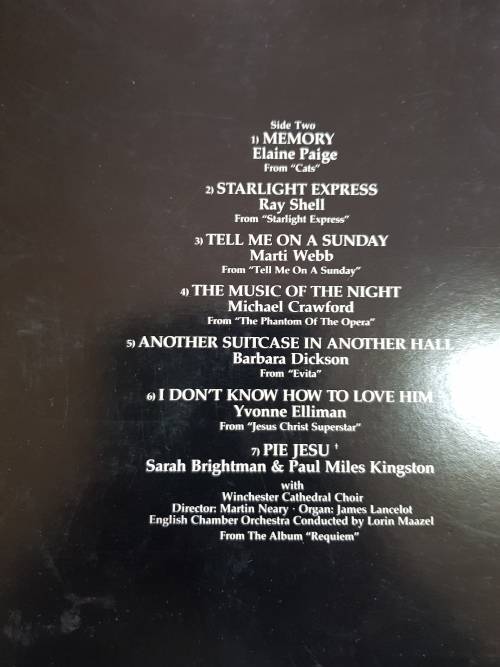 Side Two
1) MEMORY
Elaine Paige
From "Cats"
2) STARLIGHT EXPRESS
Ray Shell
From "Starlight Express"
3) TELL ME ON A SUNDAY
Marti Webb
From "Tell Me On A Sunday"
4) THE MUSIC OF THE NIGHT
Michael Crawford
From "The Phantom Of The Opera"
5) ANOTHER SUITCASE IN ANOTHER HALL
Barbara Dickson
From "Evita"
6) I DON'T KNOW HOW TO LOVE HIM
Yvonne Elliman
From "Jesus Christ Superstar"
7) PIE JESU †
Sarah Brightman & Paul Miles Kingston
with
Winchester Cathedral Choir
Director: Martin Neary · Organ: James Lancelot
English Chamber Orchestra Conducted by Lorin Maazel
From The Album "Requiem"